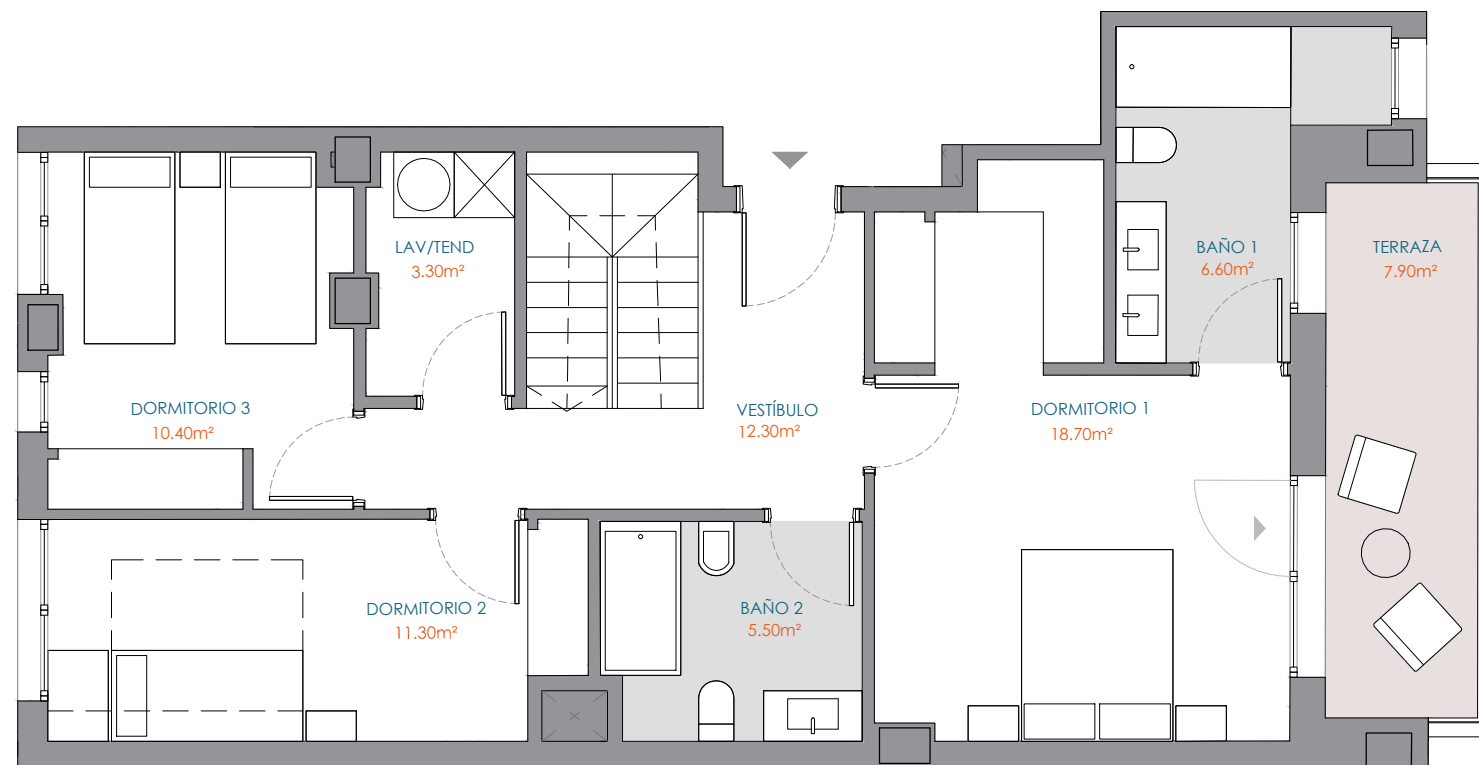 LAV/TEND
3.30m²
BAÑO 1
6.60m²
TERRAZA
7.90m²
DORMITORIO 3
10.40m²
VESTÍBULO
12.30m²
DORMITORIO 1
18.70m²
DORMITORIO 2
11.30m²
BAÑO 2
5.50m²